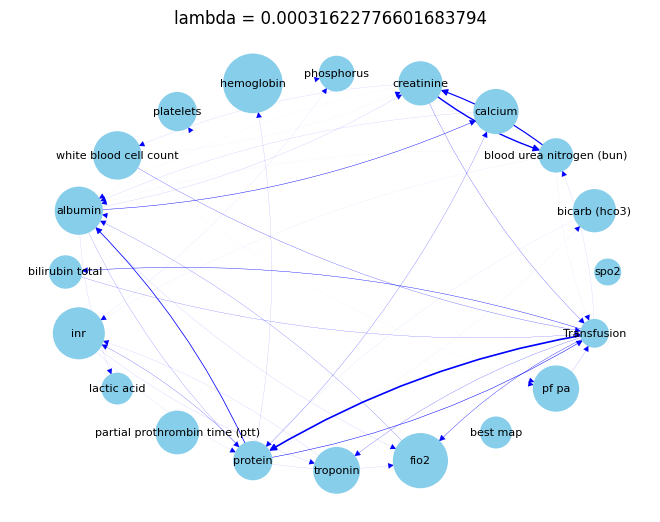 lambda = 0.00031622776601683794
phosphorus
hemoglobin
creatinine
platelets
calcium
white blood cell count
blood urea nitrogen (bun)
albumin
bicarb (hco3)
bilirubin total
spo2
inr
Transfusion
lactic acid
pf pa
partial prothrombin time (ptt)
best map
protein
troponin
fio2